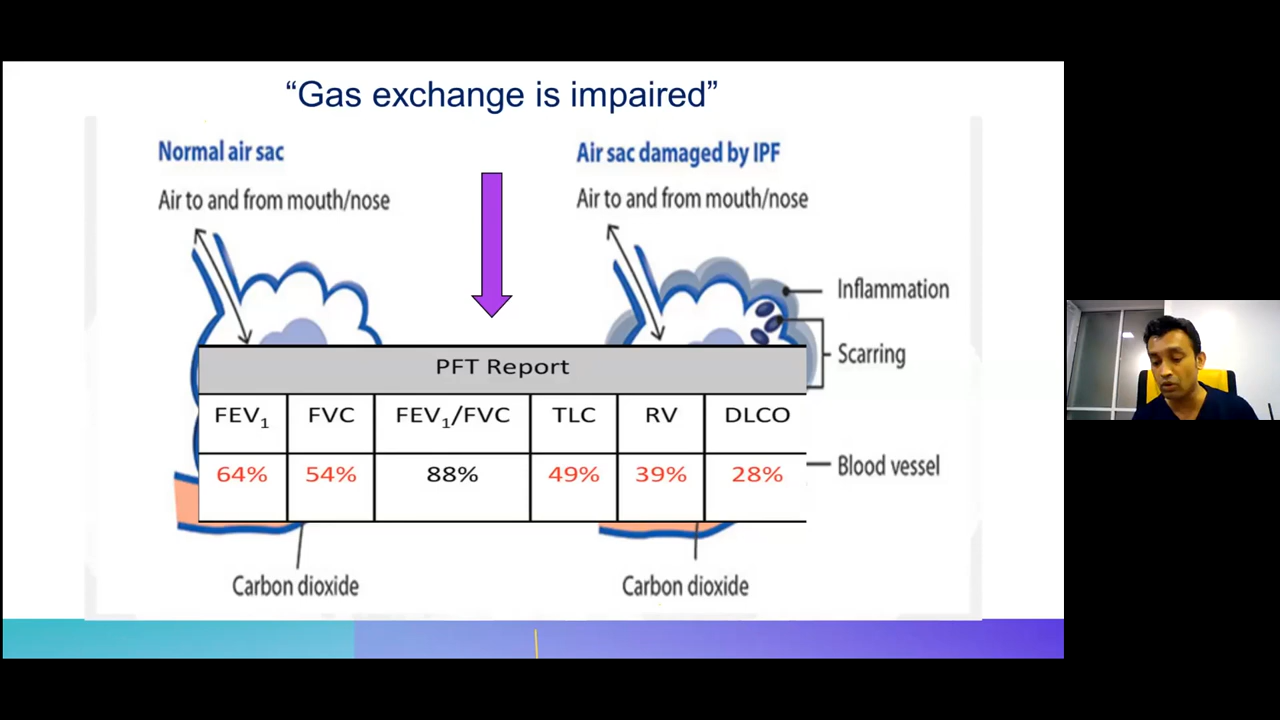 “Gas exchange is impaired”
Normal air sac
Air to and from mouth/nose
Air sac damaged by IPF
Air to and from mouth/nose
Inflammation
Scarring
PFT Report
FEV₁ FVC FEV₁/FVC TLC RV DLCO
64% 54% 88% 49% 39% 28%
Blood vessel
Carbon dioxide
Carbon dioxide